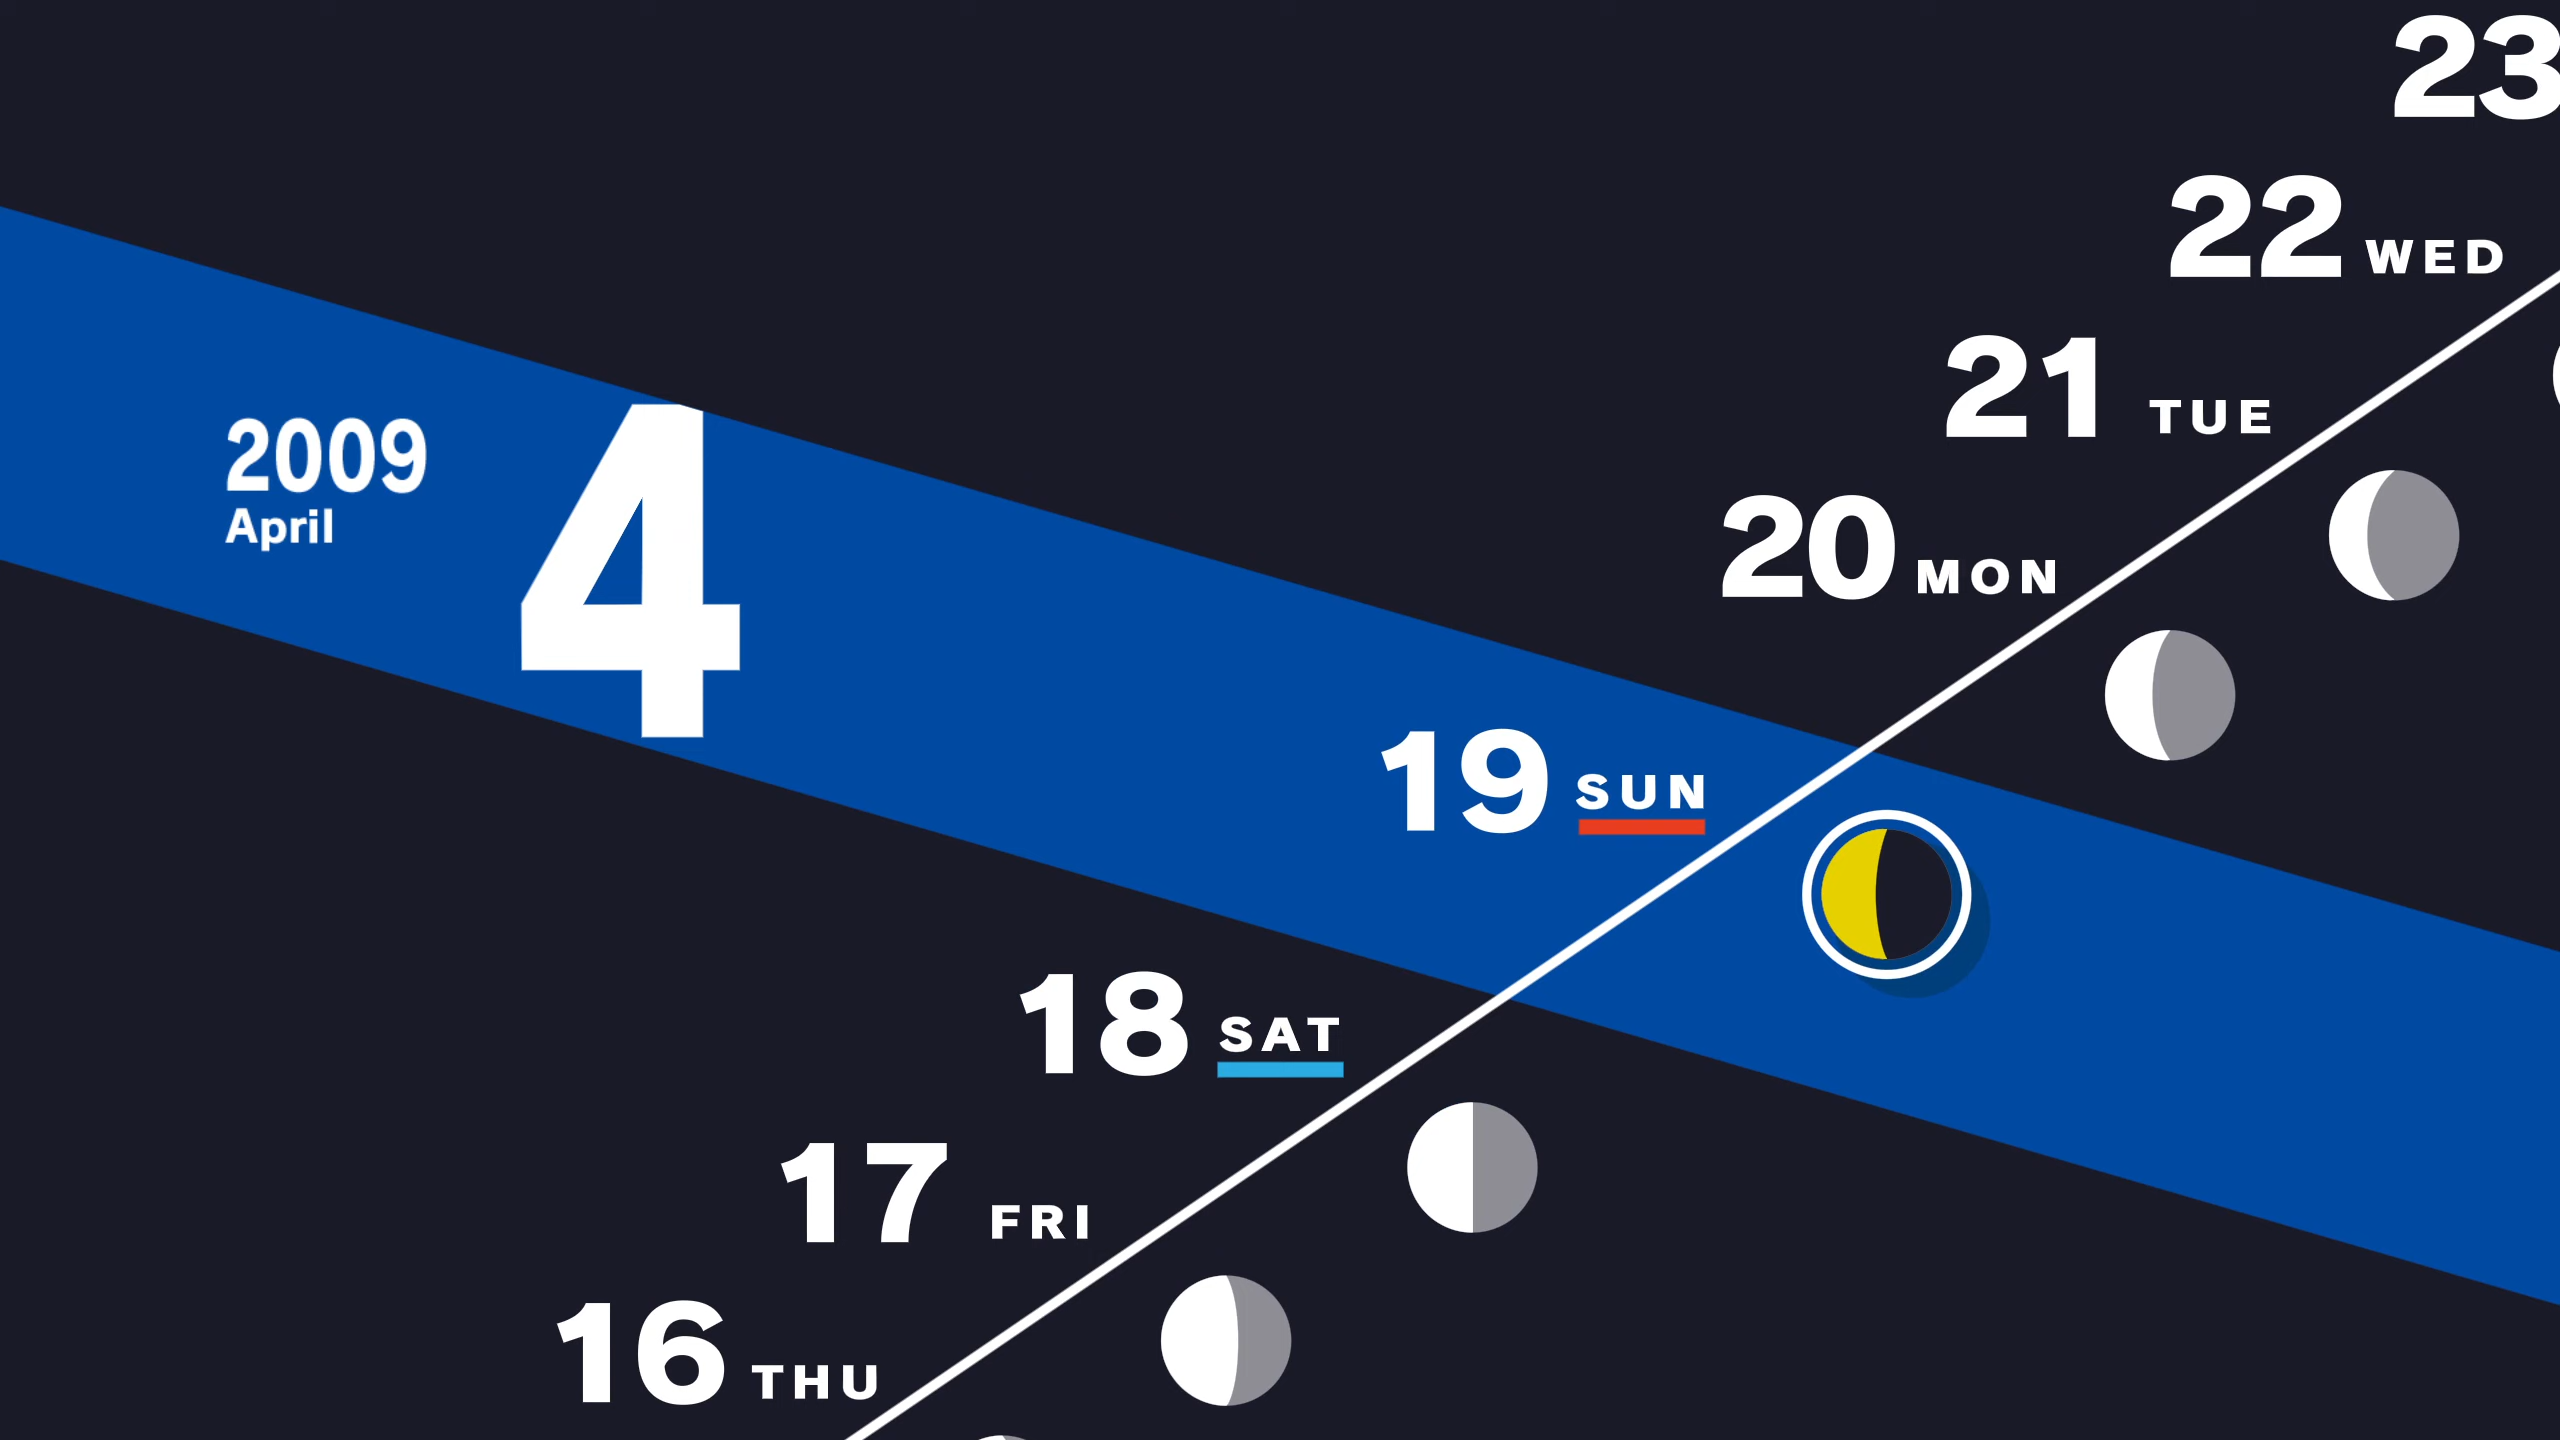 23
22 WED
21 TUE
2009
April
4
20 MON
19 SUN
18 SAT
17 FRI
16 THU